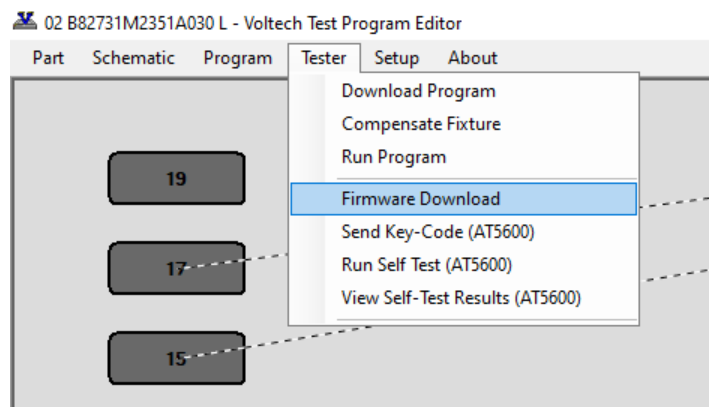 02 B82731M2351A030 L - Voltech Test Program Editor
Part Schematic Program Tester Setup About
Download Program
Compensate Fixture
Run Program
Firmware Download
Send Key-Code (AT5600)
Run Self Test (AT5600)
View Self-Test Results (AT5600)
19
17
15